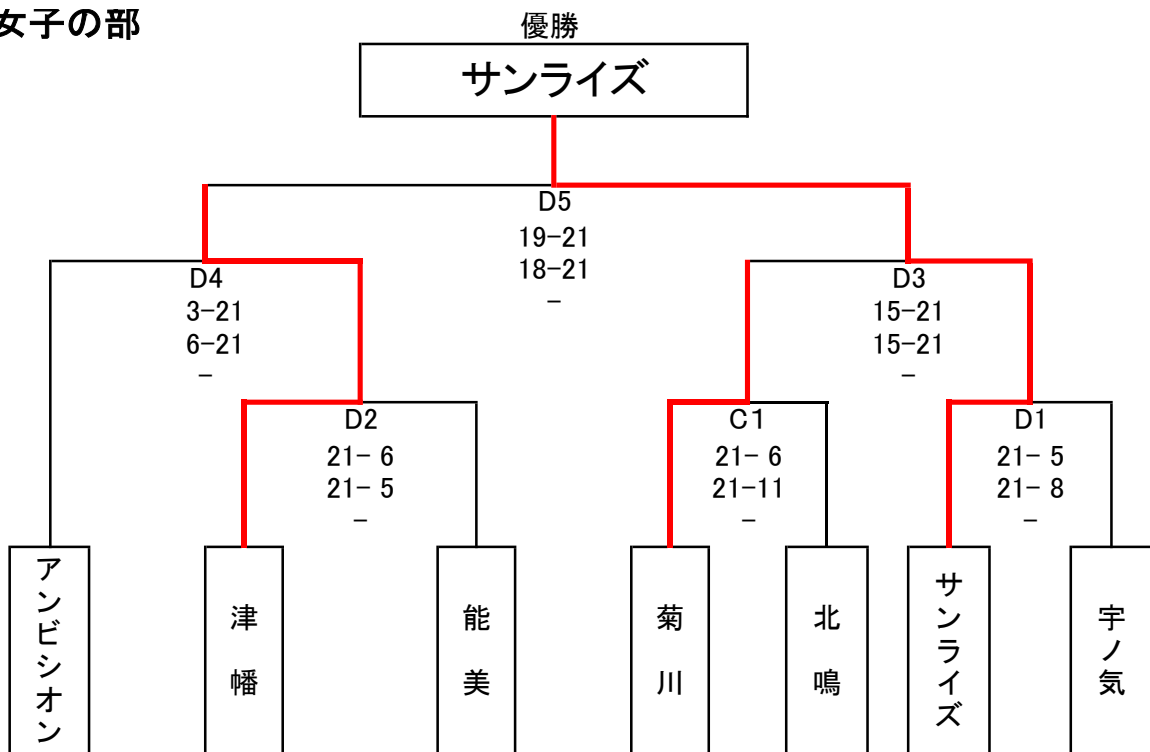 女子の部
優勝
サンライズ
D5
19-21
18-21
-
D4
3-21
6-21
-
D3
15-21
15-21
-
D2
21- 6
21- 5
-
C1
21- 6
21-11
-
D1
21- 5
21- 8
-
アンビシオン
津幡
能美
菊川
北鳴
サンライズ
宇ノ気